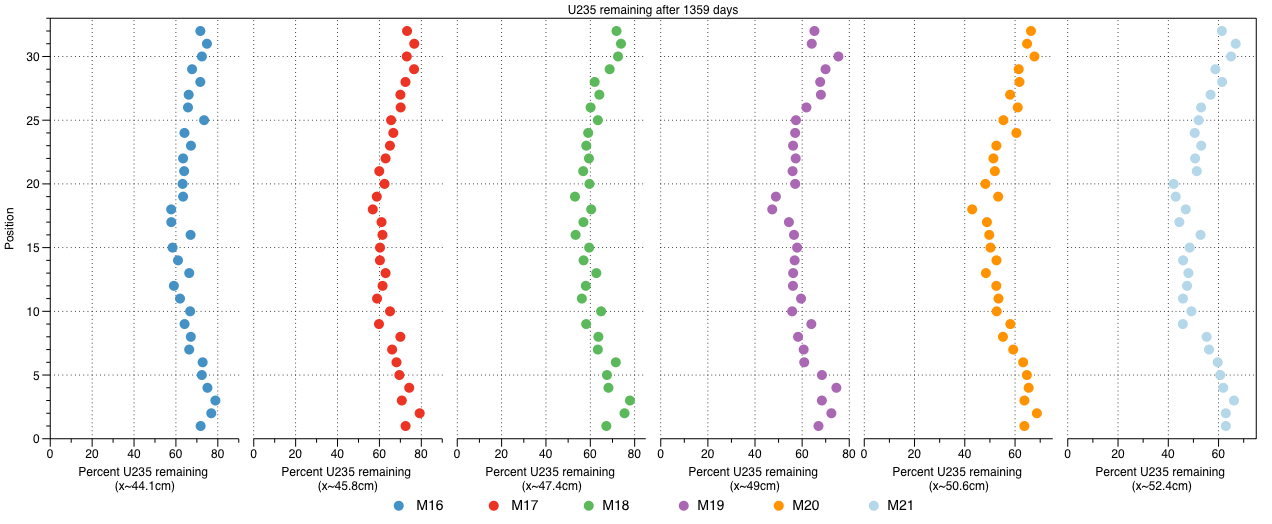 U235 remaining after 1359 days
Position
30
25
20
15
10
5
0
0 20 40 60 80
0 20 40 60 80
0 20 40 60 80
0 20 40 60 80
0 20 40 60
0 20 40 60
Percent U235 remaining
(x~44.1cm)
Percent U235 remaining
(x~45.8cm)
Percent U235 remaining
(x~47.4cm)
Percent U235 remaining
(x~49cm)
Percent U235 remaining
(x~50.6cm)
Percent U235 remaining
(x~52.4cm)
M16 M17 M18 M19 M20 M21